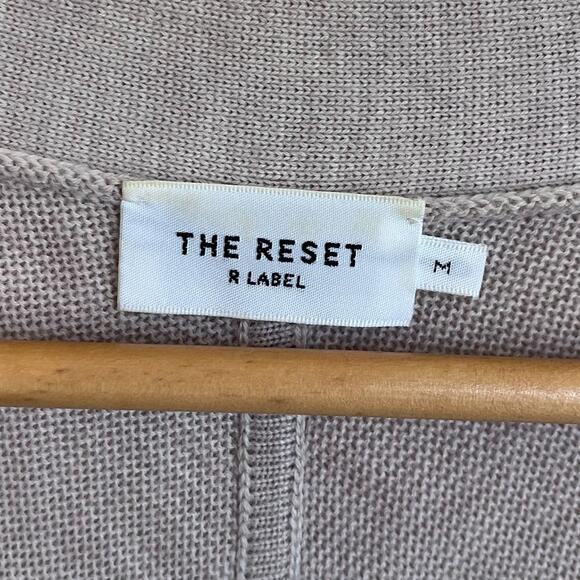 THE RESET
R LABEL
M